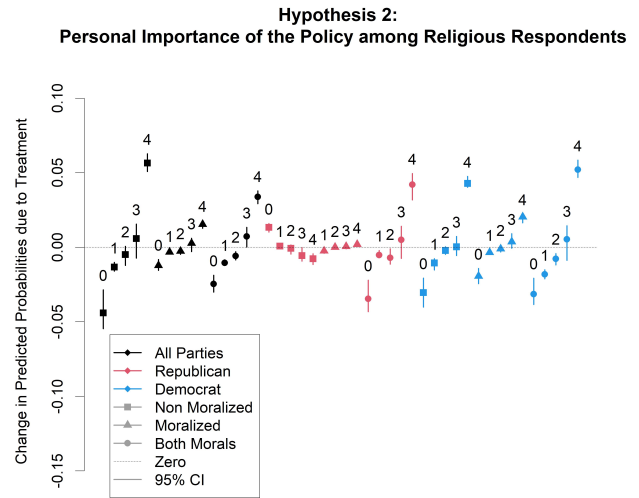 Hypothesis 2:
Personal Importance of the Policy among Religious Respondents
Change in Predicted Probabilities due to Treatment
0.10
0.05
0.00
-0.05
-0.10
-0.15
0 1 2 3 4 0 1 2 3 4 0 1 2 3 4
0 1 2 3 4 1 2 3 4 0 1 2 3 4
0 1 2 3 4 0 1 2 3 4 0 1 2 3 4
All Parties
Republican
Democrat
Non Moralized
Moralized
Both Morals
Zero
95% CI